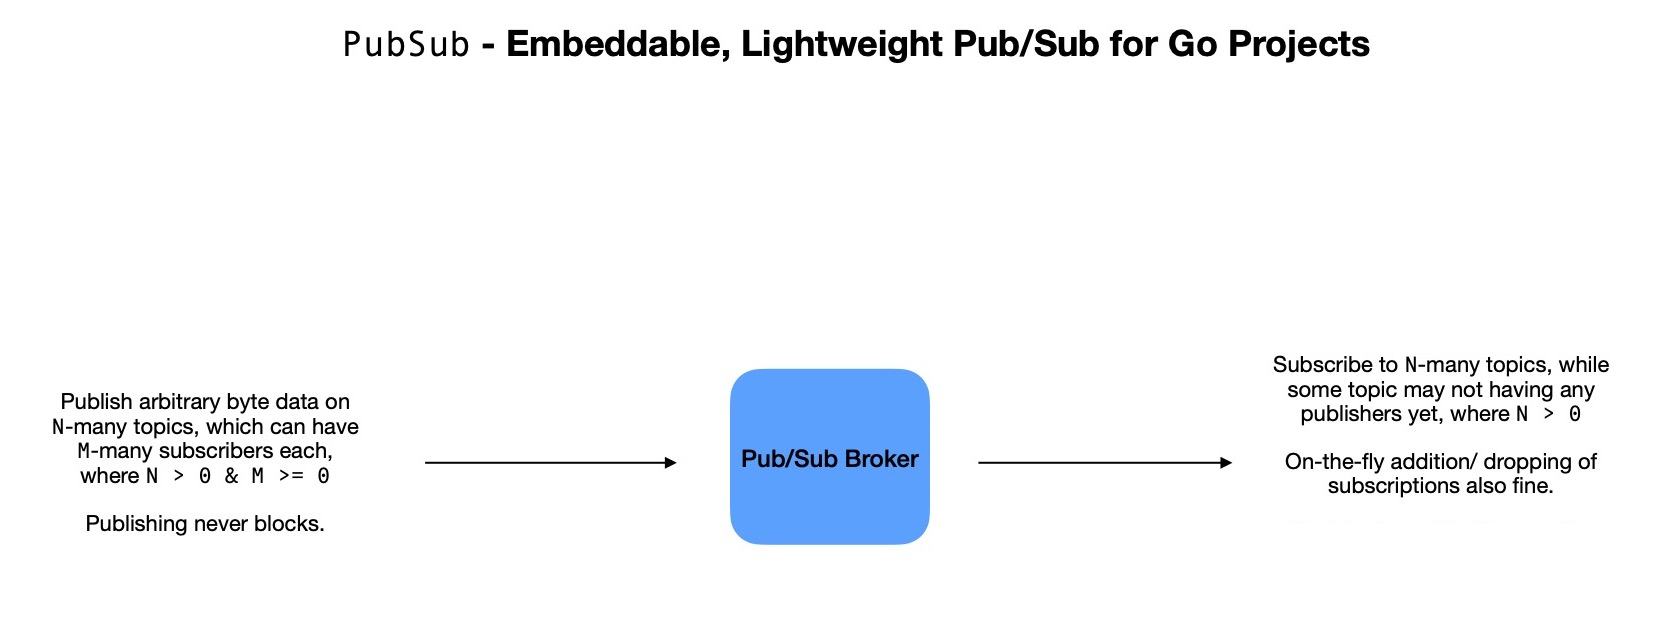 PubSub - Embeddable, Lightweight Pub/Sub for Go Projects
Publish arbitrary byte data on
N-many topics, which can have
M-many subscribers each,
where N > 0 & M >= 0
Publishing never blocks.
Pub/Sub Broker
Subscribe to N-many topics, while
some topic may not having any
publishers yet, where N > 0
On-the-fly addition/ dropping of
subscriptions also fine.